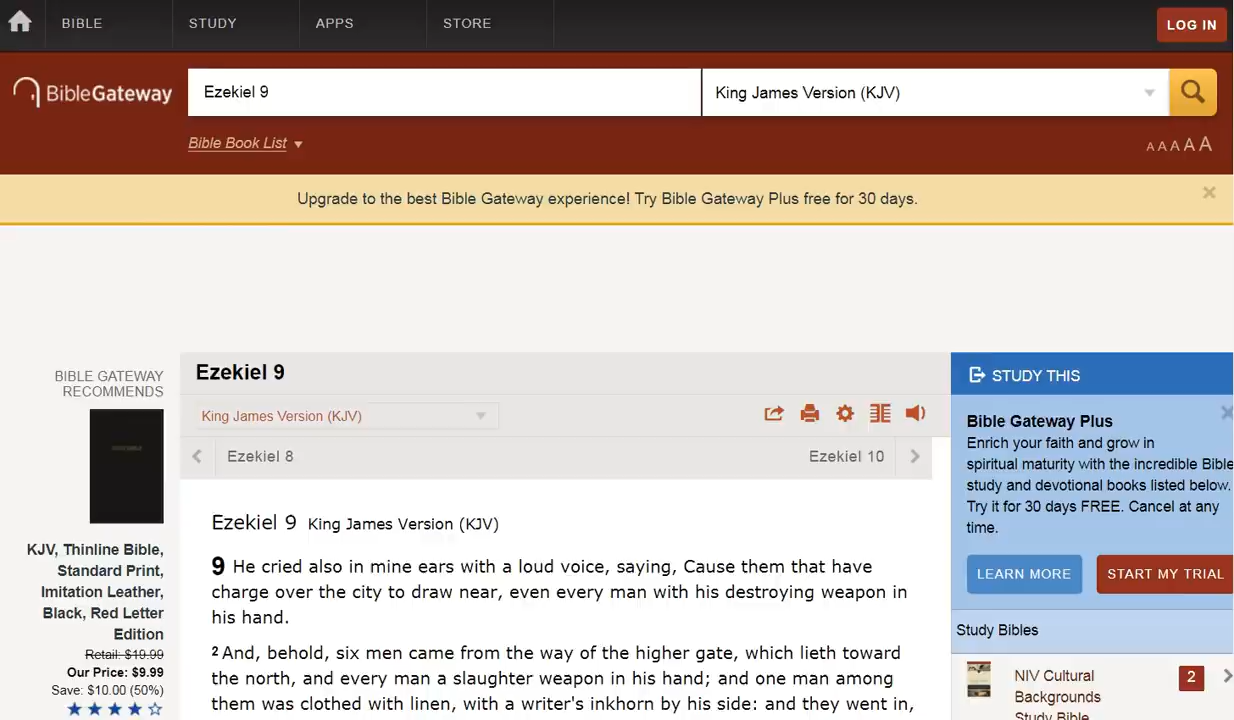 BIBLE STUDY APPS STORE LOG IN
BibleGateway Ezekiel 9 King James Version (KJV)
Bible Book List A A A A A
Upgrade to the best Bible Gateway experience! Try Bible Gateway Plus free for 30 days.
BIBLE GATEWAY
RECOMMENDS
KJV, Thinline Bible,
Standard Print,
Imitation Leather,
Black, Red Letter
Edition
Retail: $19.99
Our Price: $9.99
Save: $10.00 (50%)
Ezekiel 9
King James Version (KJV)
Ezekiel 8 Ezekiel 10
Ezekiel 9 King James Version (KJV)
9 He cried also in mine ears with a loud voice, saying, Cause them that have
charge over the city to draw near, even every man with his destroying weapon in
his hand.
2 And, behold, six men came from the way of the higher gate, which lieth toward
the north, and every man a slaughter weapon in his hand; and one man among
them was clothed with linen, with a writer's inkhorn by his side: and they went in,
STUDY THIS
Bible Gateway Plus
Enrich your faith and grow in
spiritual maturity with the incredible Bible
study and devotional books listed below.
Try it for 30 days FREE. Cancel at any
time.
LEARN MORE START MY TRIAL
Study Bibles
NIV Cultural 2
Backgrounds
Study Bible